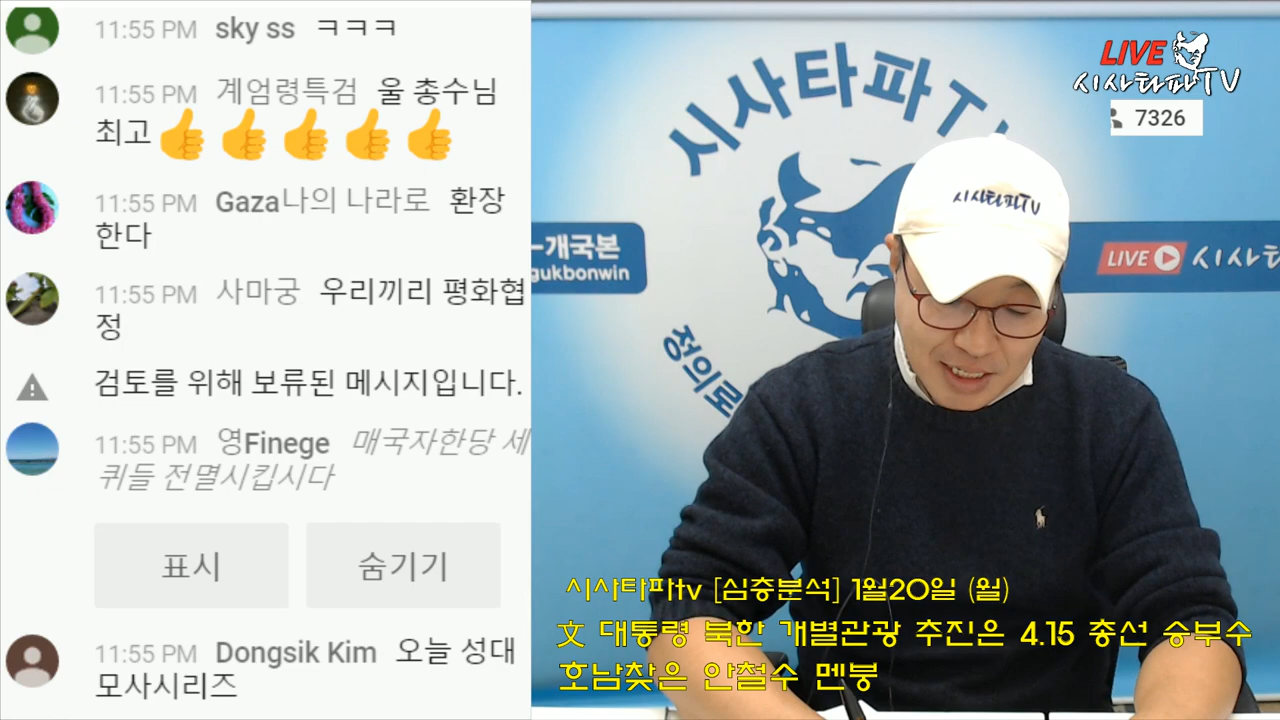 11:55 PM sky ss ㅋㅋㅋ
11:55 PM 계엄령특검 울 총수님
최고👍👍👍👍👍
11:55 PM Gaza나의 나라로 환장
한다
11:55 PM 사마궁 우리끼리 평화협
정
검토를 위해 보류된 메시지입니다.
11:55 PM 영Finege 매국자한당 세
퀴들 전멸시킵시다
표시 숨기기
11:55 PM Dongsik Kim 오늘 성대
모사시리즈
LIVE
시사타파TV
7326
시사타파TV
시사타파TV
개국본
gukbonwin
LIVE 시사타
정의로
시사타파tv [심층분석] 1월20일 (월)
文 대통령 북한 개별관광 추진은 4.15 총선 승부수
호남찾은 안철수 멘붕